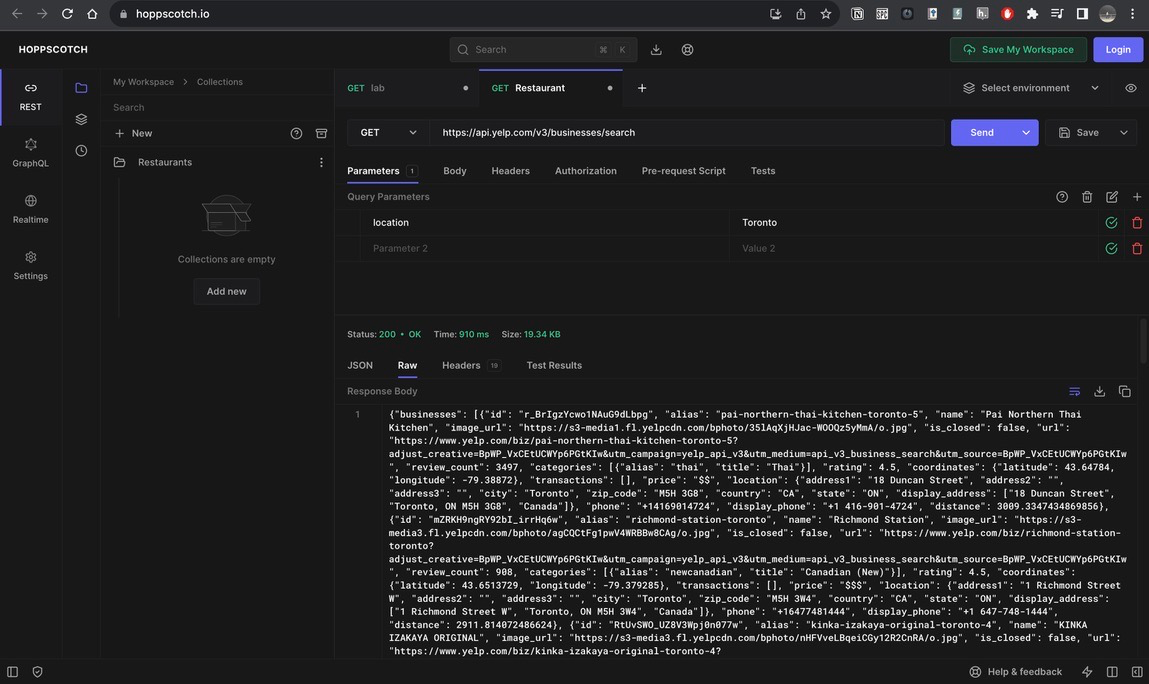 hoppscotch.io
HOPPSCOTCH
Search
⌘ K
Save My Workspace
Login
REST
GraphQL
Realtime
Settings
My Workspace > Collections
Search
+ New
Restaurants
Collections are empty
Add new
GET lab
GET Restaurant
Select environment
GET
https://api.yelp.com/v3/businesses/search
Send
Save
Parameters 1
Body
Headers
Authorization
Pre-request Script
Tests
Query Parameters
location Toronto
Parameter 2 Value 2
Status: 200 • OK Time: 910 ms Size: 19.34 KB
JSON
Raw
Headers 19
Test Results
Response Body
1
{"businesses": [{"id": "r_BrIgzYcwo1NAuG9dLbpg", "alias": "pai-northern-thai-kitchen-toronto-5", "name": "Pai Northern Thai
Kitchen", "image_url": "https://s3-media1.fl.yelpcdn.com/bphoto/35lAqXjHJac-WOOQz5yMmA/o.jpg", "is_closed": false, "url":
"https://www.yelp.com/biz/pai-northern-thai-kitchen-toronto-5?
adjust_creative=BpWP_VxCEtUCWYp6PGtKIw&utm_campaign=yelp_api_v3&utm_medium=api_v3_business_search&utm_source=BpWP_VxCEtUCWYp6PGtKIw
", "review_count": 3497, "categories": [{"alias": "thai", "title": "Thai"}], "rating": 4.5, "coordinates": {"latitude": 43.64784,
"longitude": -79.38872}, "transactions": [], "price": "$$", "location": {"address1": "18 Duncan Street", "address2": "",
"address3": "", "city": "Toronto", "zip_code": "M5H 3G8", "country": "CA", "state": "ON", "display_address": ["18 Duncan Street",
"Toronto, ON M5H 3G8", "Canada"]}, "phone": "+14169014724", "display_phone": "+1 416-901-4724", "distance": 3009.3347434869856},
{"id": "mZRKH9ngRY92bI_irrHq6w", "alias": "richmond-station-toronto", "name": "Richmond Station", "image_url": "https://s3-
media3.fl.yelpcdn.com/bphoto/agCQCtFg1pwV4WRBBw8CAg/o.jpg", "is_closed": false, "url": "https://www.yelp.com/biz/richmond-station-
toronto?
adjust_creative=BpWP_VxCEtUCWYp6PGtKIw&utm_campaign=yelp_api_v3&utm_medium=api_v3_business_search&utm_source=BpWP_VxCEtUCWYp6PGtKIw
", "review_count": 908, "categories": [{"alias": "newcanadian", "title": "Canadian (New)"}], "rating": 4.5, "coordinates":
{"latitude": 43.6513729, "longitude": -79.379285}, "transactions": [], "price": "$$$", "location": {"address1": "1 Richmond Street
W", "address2": "", "address3": "", "city": "Toronto", "zip_code": "M5H 3W4", "country": "CA", "state": "ON", "display_address":
["1 Richmond Street W", "Toronto, ON M5H 3W4", "Canada"]}, "phone": "+16477481444", "display_phone": "+1 647-748-1444",
"distance": 2911.814072486624}, {"id": "RtUvSWO_UZ8V3Wpj0n077w", "alias": "kinka-izakaya-original-toronto-4", "name": "KINKA
IZAKAYA ORIGINAL", "image_url": "https://s3-media3.fl.yelpcdn.com/bphoto/nHFVveLBqeiCGy12R2CnRA/o.jpg", "is_closed": false, "url":
"https://www.yelp.com/biz/kinka-izakaya-original-toronto-4?
Help & feedback